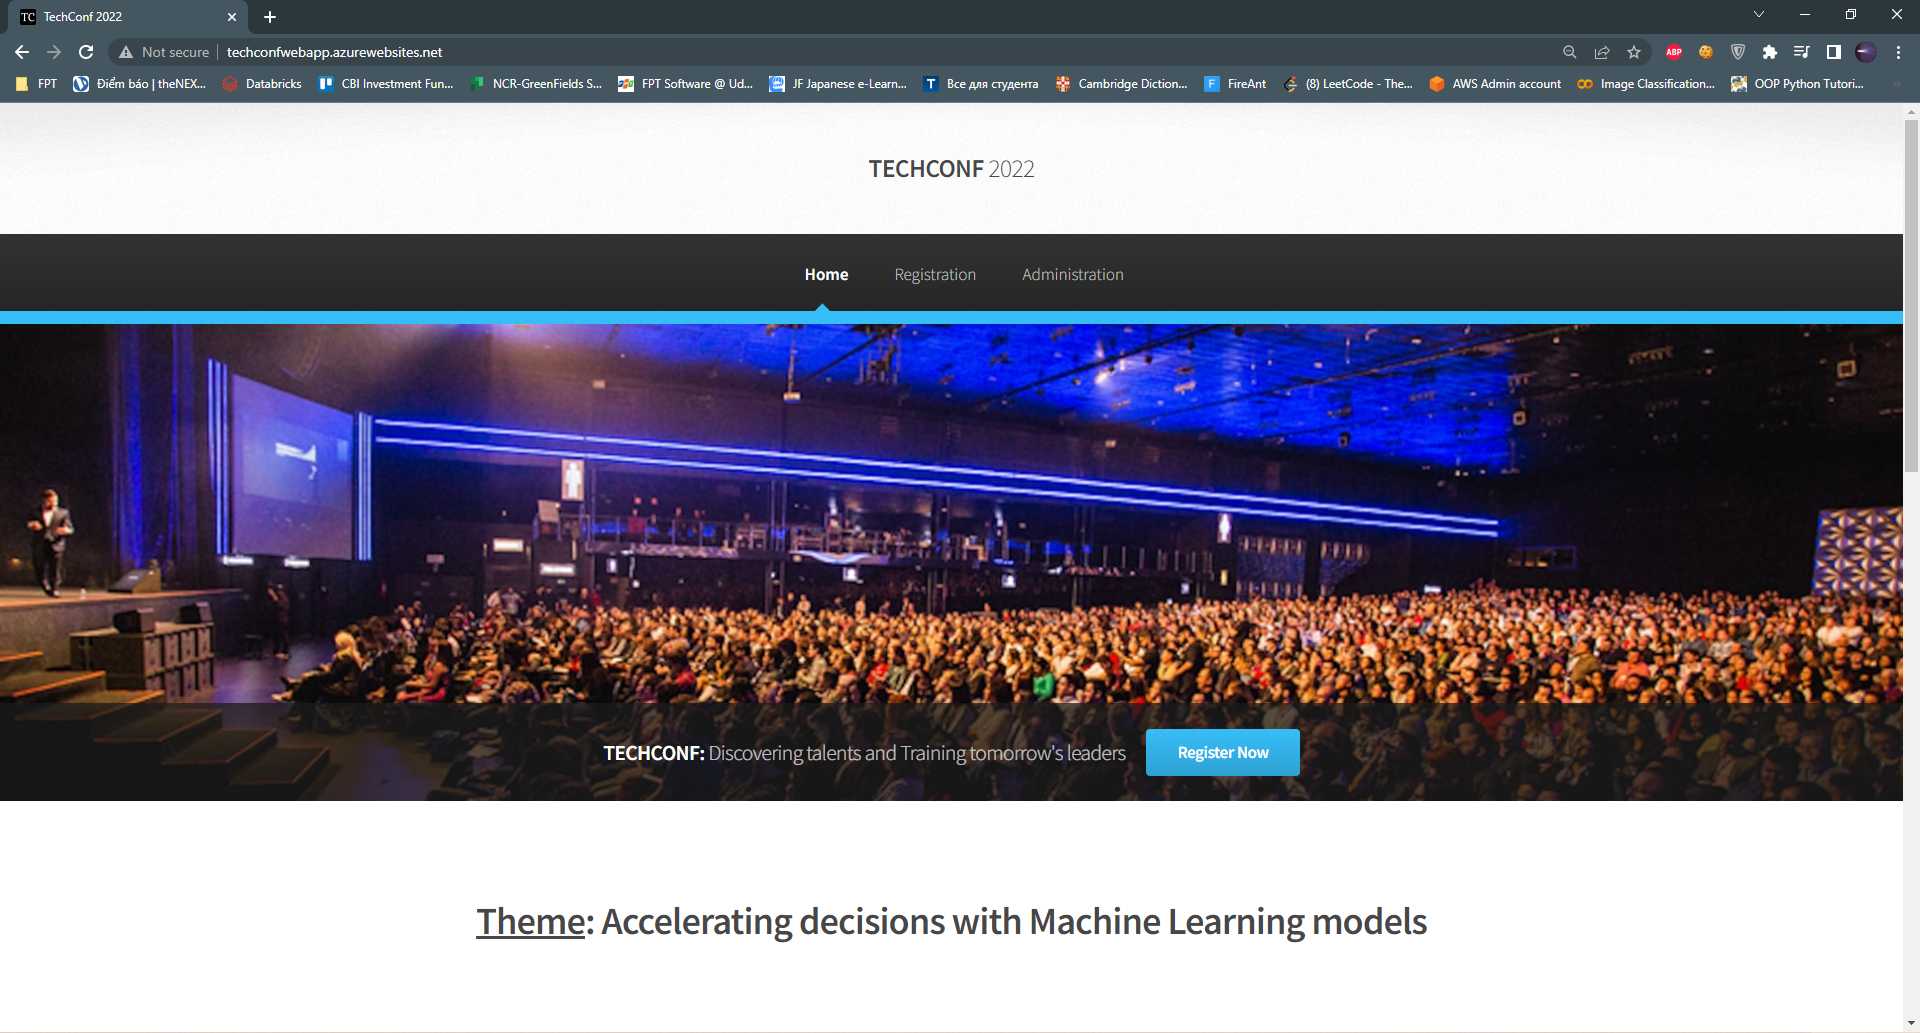 TC TechConf 2022
Not secure techconfwebapp.azurewebsites.net
ABP
FPT Điểm báo | theNEX... Databricks CBI Investment Fun... NCR-GreenFields S... FPT Software @ Ud... JF Japanese e-Learn... T Все для студента Cambridge Diction... F FireAnt (8) LeetCode - The... AWS Admin account Image Classification... OOP Python Tutori...
TECHCONF 2022
Home Registration Administration
TECHCONF: Discovering talents and Training tomorrow's leaders Register Now
Theme: Accelerating decisions with Machine Learning models